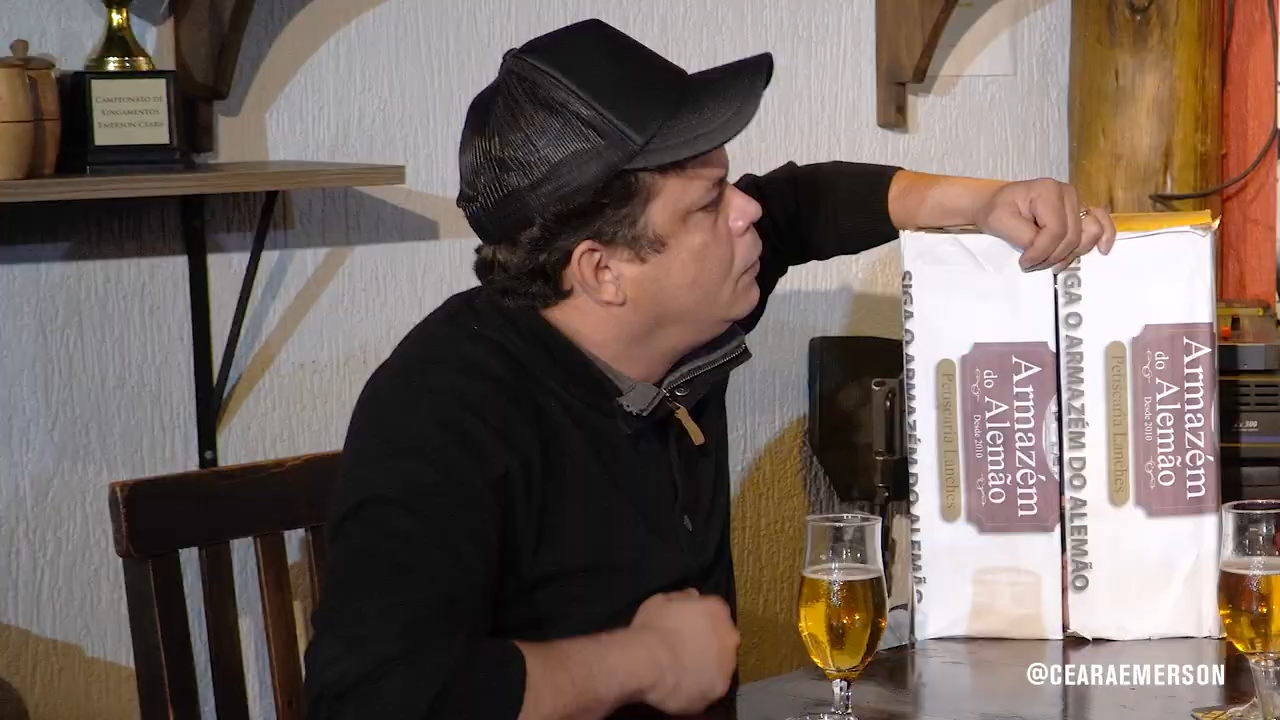 CAMPEONATO DE
XINGAMENTOS
EMERSON CEARÁ
SIGA O ARMAZÉM DO ALEMÃO
Armazém
do Alemão
Desde 2010
Petiscaria Lanches
SIGA O ARMAZÉM DO ALEMÃO
Armazém
do Alemão
Desde 2010
Petiscaria Lanches
@CEARAEMERSON